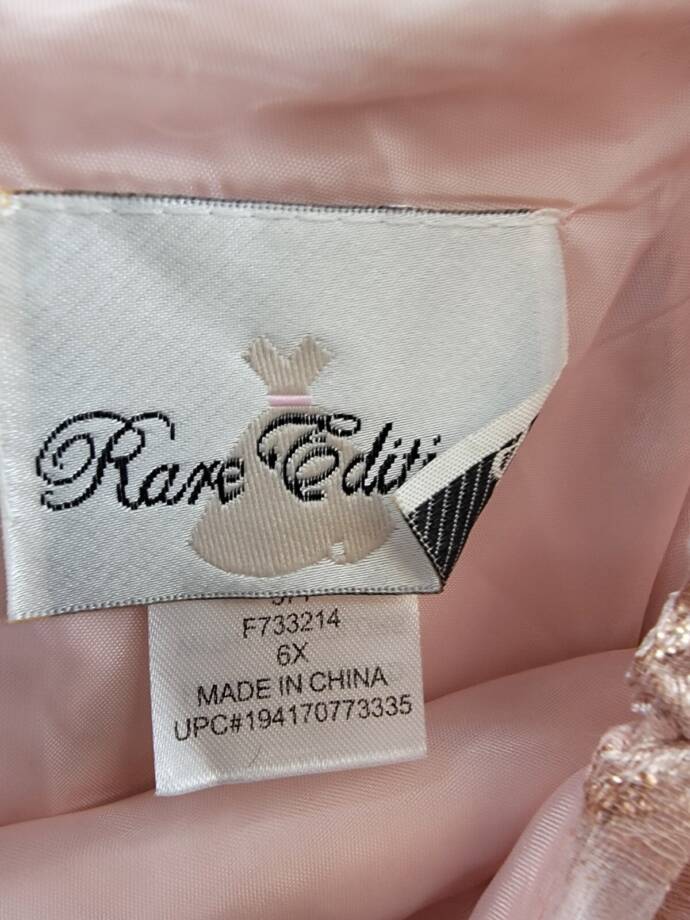 Rare Editi
F733214
6X
MADE IN CHINA
UPC#194170773335